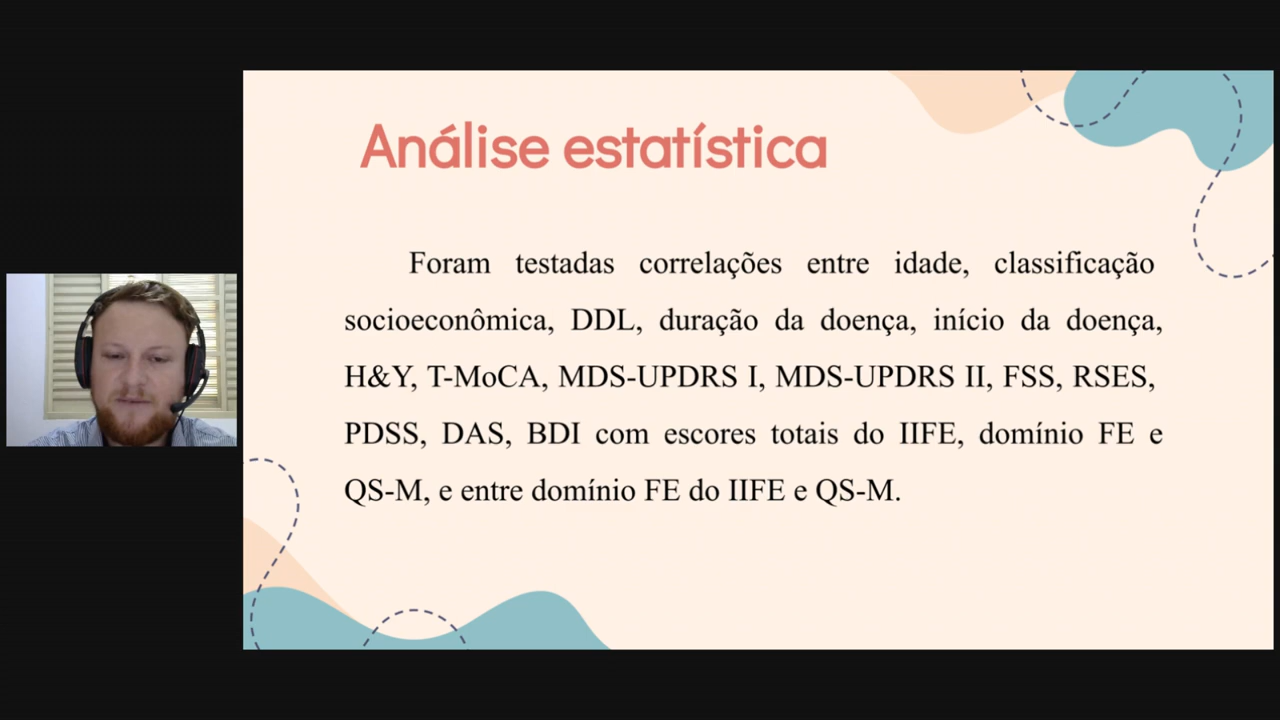 Análise estatística
Foram testadas correlações entre idade, classificação
socioeconômica, DDL, duração da doença, início da doença,
H&Y, T-MoCA, MDS-UPDRS I, MDS-UPDRS II, FSS, RSES,
PDSS, DAS, BDI com escores totais do IIFE, domínio FE e
QS-M, e entre domínio FE do IIFE e QS-M.